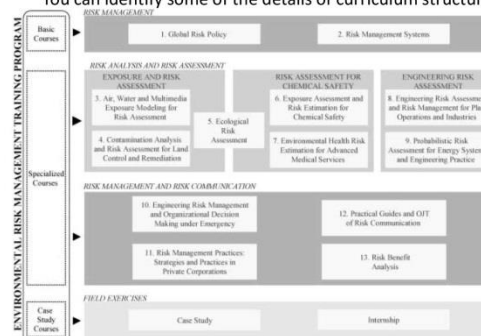 You can identify some of the details of curriculum structu
RISK MANAGEMENT
Basic
Courses
1. Global Risk Policy
2. Risk Management Systems
RISK ANALYSIS AND RISK ASSESSMENT
EXPOSURE AND RISK
ASSESSMENT
3. Air, Water and Multimedia
Exposure Modeling for
Risk Assessment
4. Contamination Analysis
and Risk Assessment for Land
Control and Remediation
5. Ecological
Risk
Assessment
RISK ASSESSMENT FOR
CHEMICAL SAFETY
6. Exposure Assessment and
Risk Estimation for
Chemical Safety
7. Environmental Health Risk
Estimation for Advanced
Medical Services
ENGINEERING RISK
ASSESSMENT
8. Engineering Risk Assessme
and Risk Management for Pla
Operations and Industries
9. Probabilistic Risk
Assessment for Energy System
and Engineering Practice
Specialized
Courses
RISK MANAGEMENT AND RISK COMMUNICATION
10. Engineering Risk Management
and Organizational Decision
Making under Emergency
11. Risk Management Practices:
Strategies and Practices in
Private Corporations
12. Practical Guides and OJT
of Risk Communication
13. Risk Benefit
Analysis
FIELD EXERCISES
Case
Study
Courses
Case Study
Internship
ENVIRONMENTAL RISK MANAGEMENT TRAINING PROGRAM